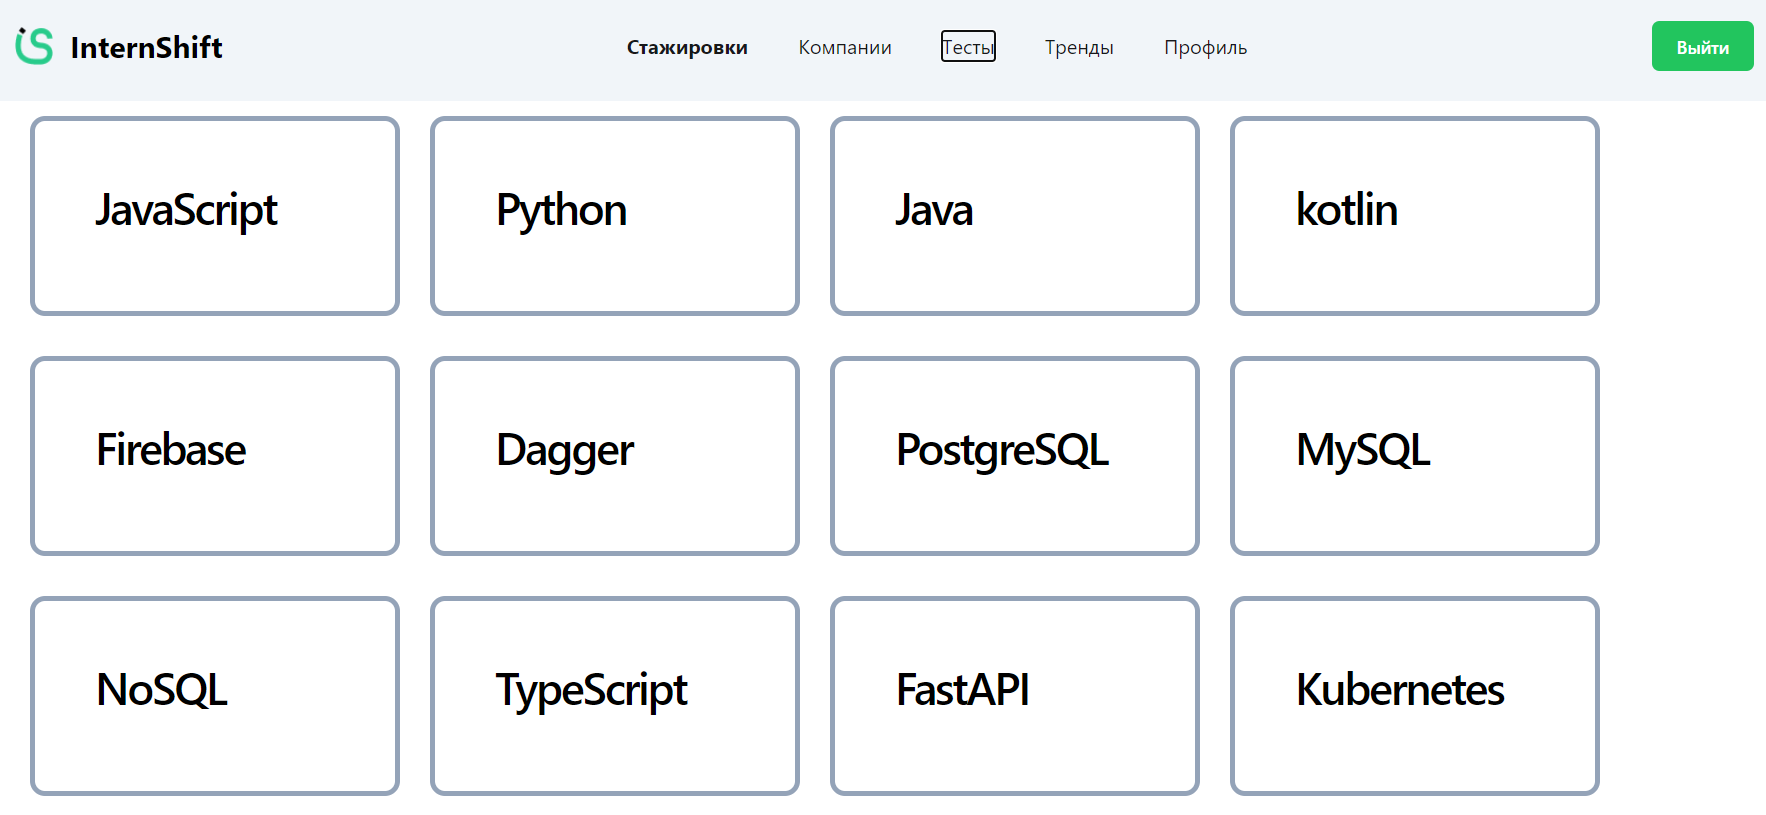 InternShift
Стажировки Компании Тесты Тренды Профиль
Выйти
JavaScript Python Java kotlin
Firebase Dagger PostgreSQL MySQL
NoSQL TypeScript FastAPI Kubernetes